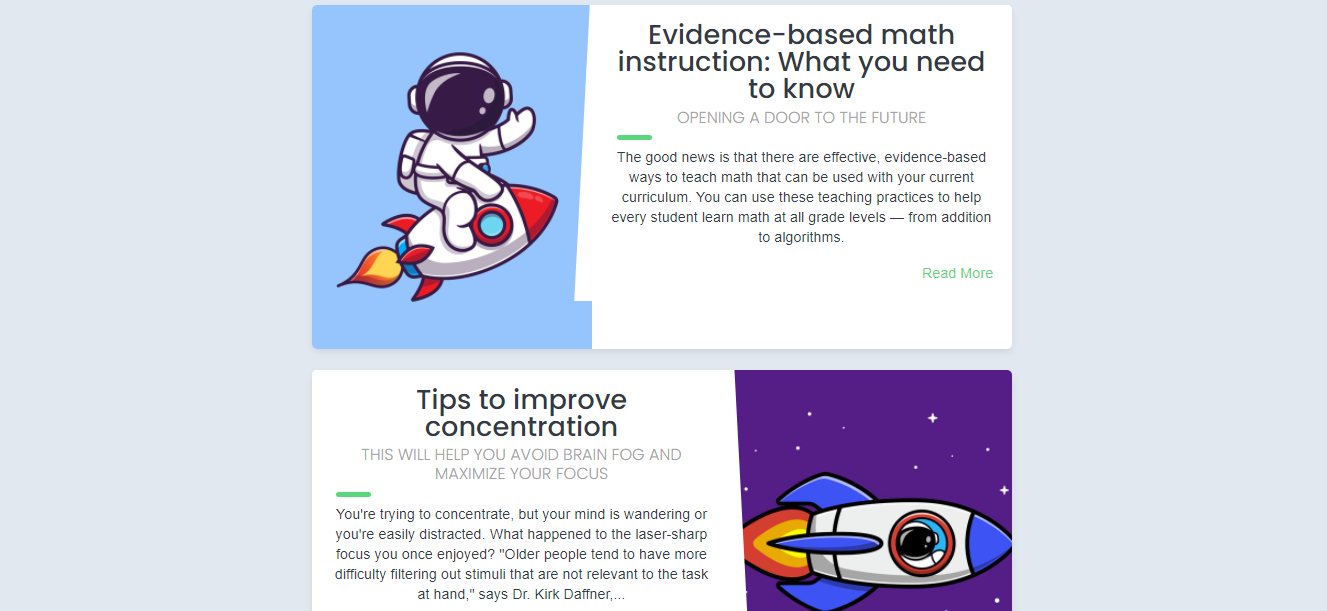 Evidence-based math
instruction: What you need
to know
OPENING A DOOR TO THE FUTURE
The good news is that there are effective, evidence-based
ways to teach math that can be used with your current
curriculum. You can use these teaching practices to help
every student learn math at all grade levels — from addition
to algorithms.
Read More
Tips to improve
concentration
THIS WILL HELP YOU AVOID BRAIN FOG AND
MAXIMIZE YOUR FOCUS
You're trying to concentrate, but your mind is wandering or
you're easily distracted. What happened to the laser-sharp
focus you once enjoyed? "Older people tend to have more
difficulty filtering out stimuli that are not relevant to the task
at hand," says Dr. Kirk Daffner,...